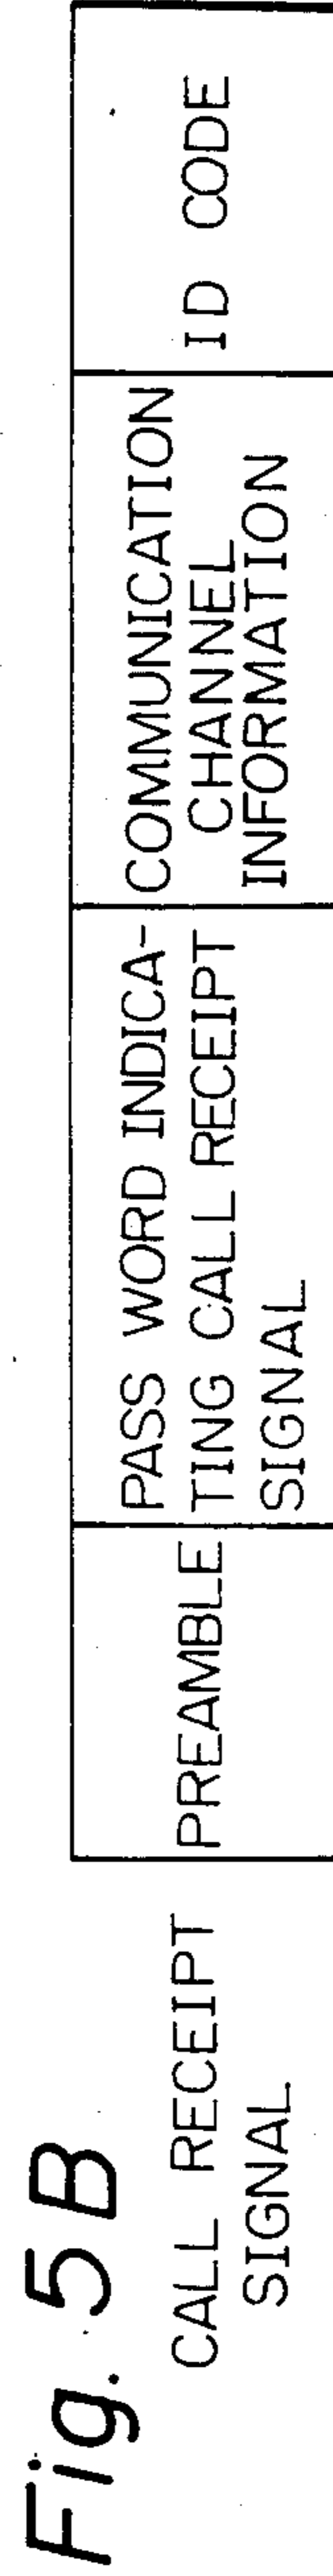 Fig. 5B
CALL RECEIPT
SIGNAL
PREAMBLE
PASS WORD INDICA-
TING CALL RECEIPT
SIGNAL
COMMUNICATION
CHANNEL
INFORMATION
ID CODE